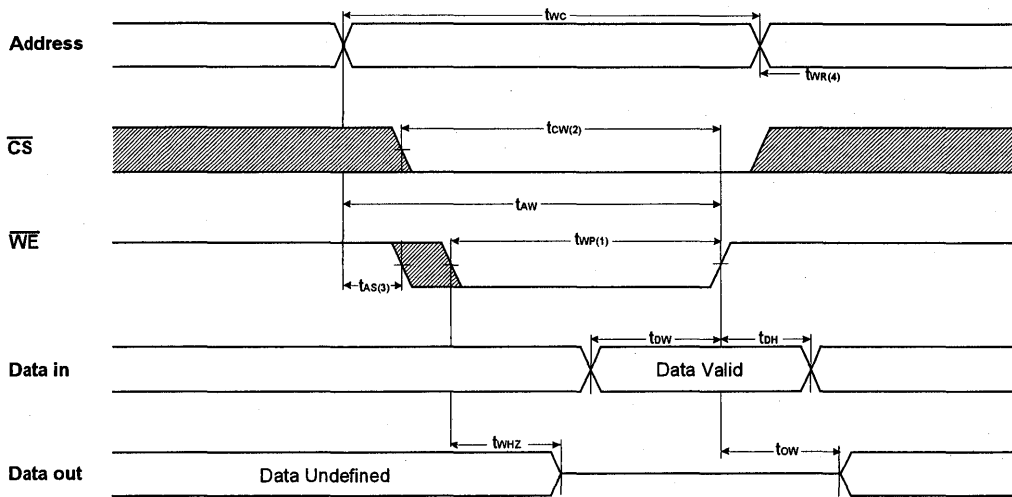 tWC
Address
tWR(4)
CS
tCW(2)
tAW
WE
tWP(1)
tAS(3)
tDW
tDH
Data in
Data Valid
tWHZ
tOW
Data out
Data Undefined